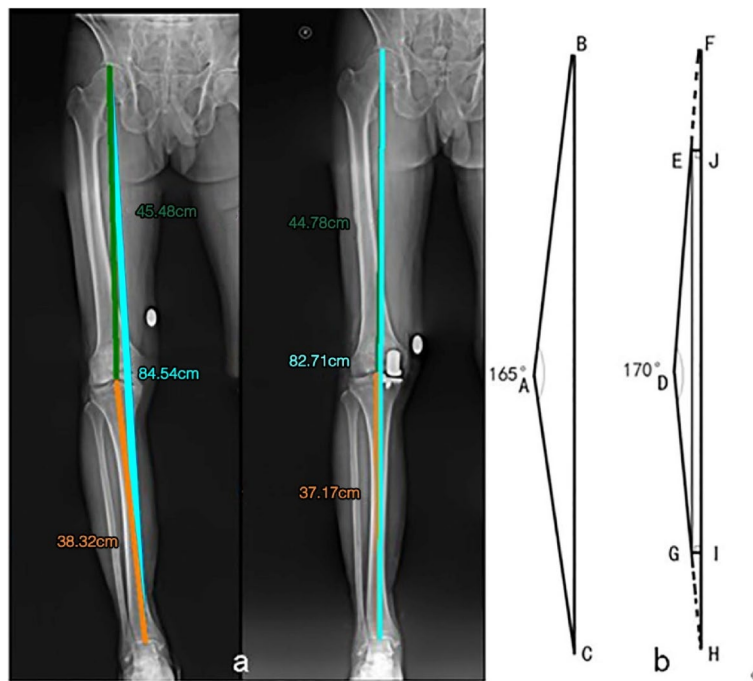 45.48cm
84.54cm
38.32cm
a
44.78cm
82.71cm
37.17cm
B
165°
A
C
F
E
J
170°
D
G
I
H
b